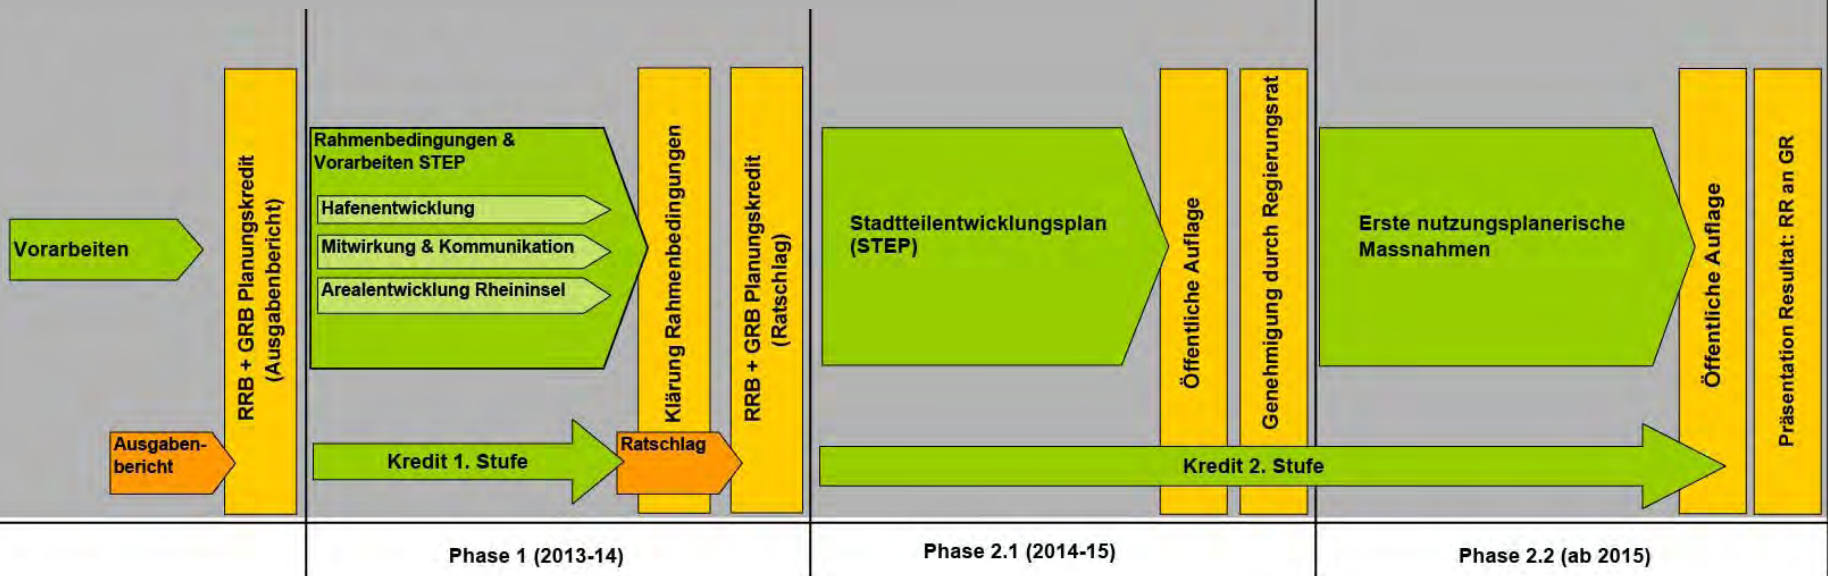 Vorarbeiten
Ausgaben-
bericht
RRB + GRB Planungskredit
(Ausgabenbericht)
Rahmenbedingungen &
Vorarbeiten STEP
Hafenentwicklung
Mitwirkung & Kommunikation
Arealentwicklung Rheininsel
Kredit 1. Stufe
Ratschlag
Klärung Rahmenbedingungen
RRB + GRB Planungskredit
(Ratschlag)
Stadtteilentwicklungsplan
(STEP)
Öffentliche Auflage
Genehmigung durch Regierungsrat
Kredit 2. Stufe
Erste nutzungsplanerische
Massnahmen
Öffentliche Auflage
Präsentation Resultat: RR an GR
Phase 1 (2013-14)
Phase 2.1 (2014-15)
Phase 2.2 (ab 2015)